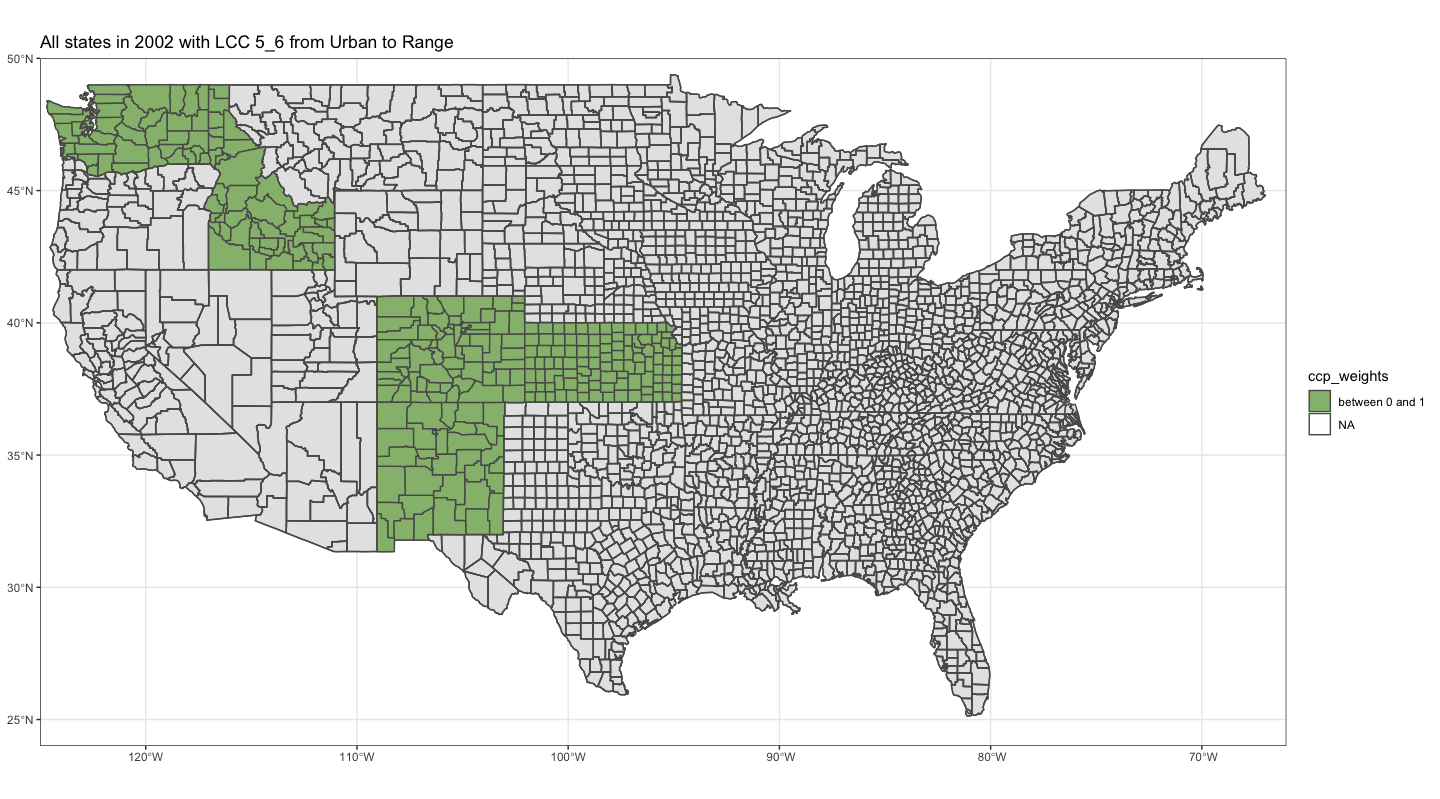 All states in 2002 with LCC 5_6 from Urban to Range
50°N
45°N
40°N
35°N
30°N
25°N
120°W 110°W 100°W 90°W 80°W 70°W
ccp_weights
between 0 and 1
NA